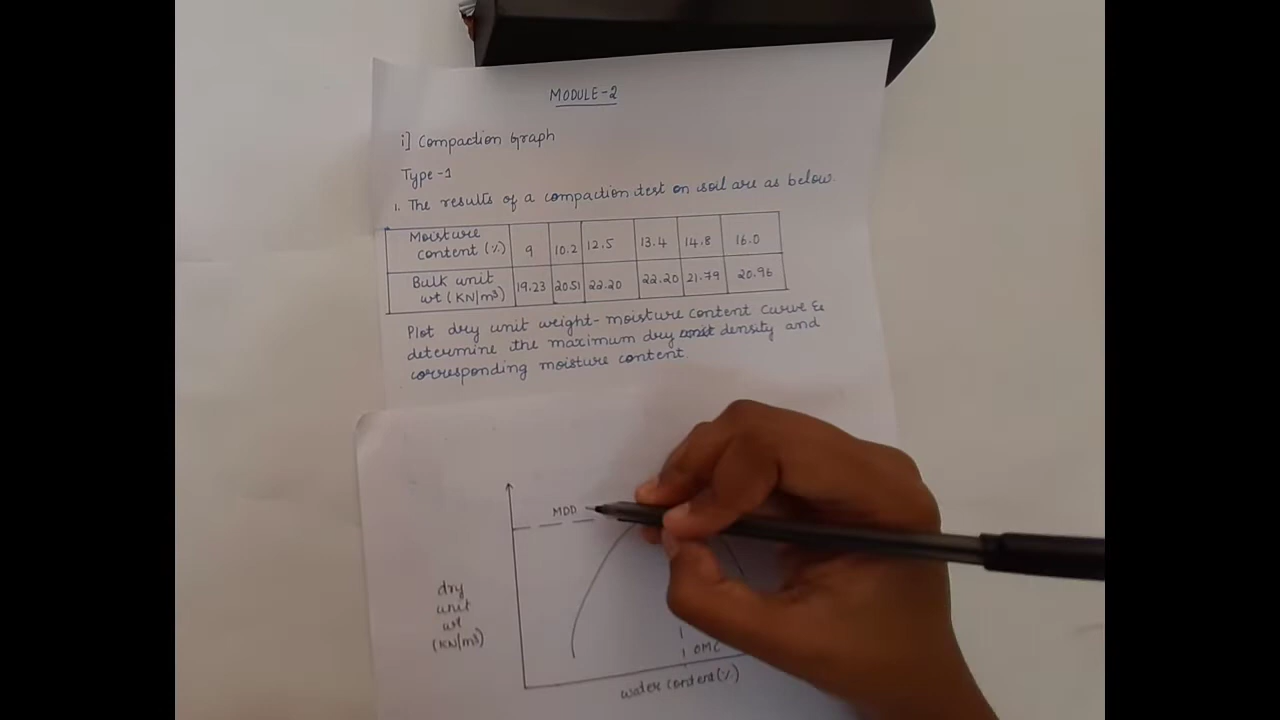 MODULE-2
i] Compaction Graph
Type-1
1. The results of a compaction test on soil are as below.
Moisture content (%) 9 10.2 12.5 13.4 14.8 16.0
Bulk unit wt (KN/m³) 19.23 20.51 22.20 22.20 21.79 20.96
Plot dry unit weight-moisture content curve &
determine the maximum dry density and
corresponding moisture content.
MDD
dry
unit
wt
(KN/m³)
OMC
water content (%)